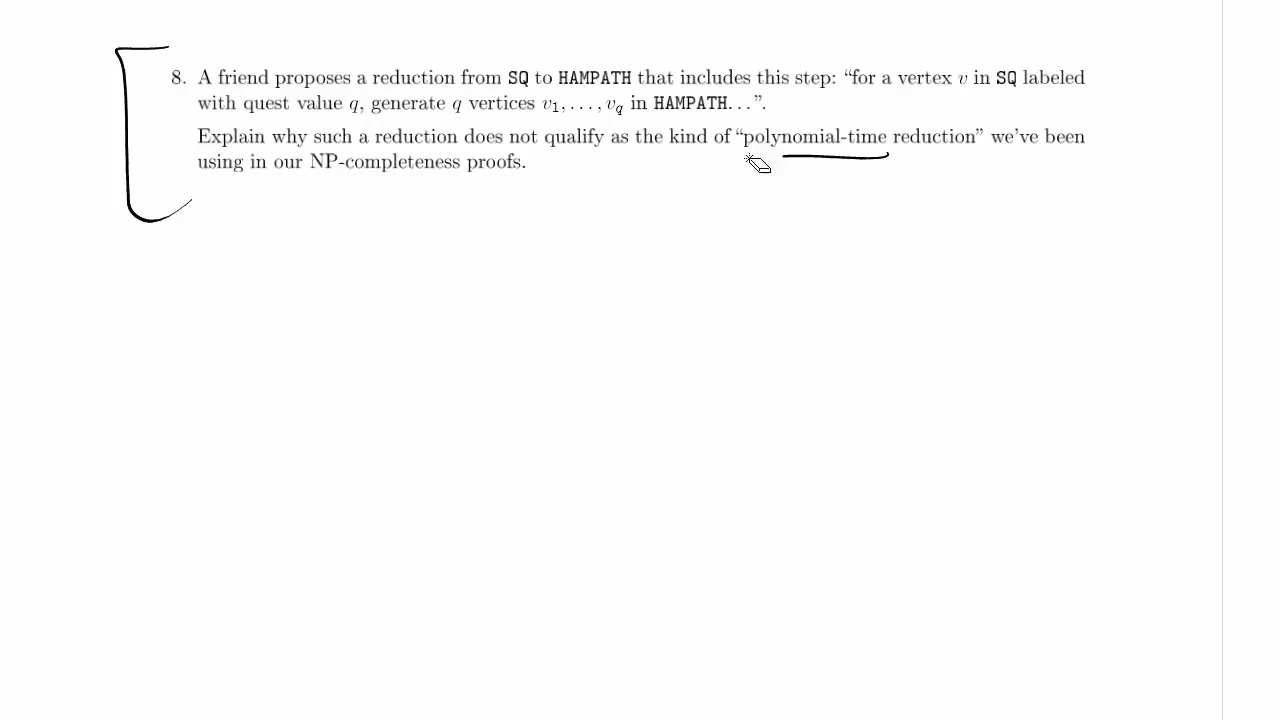 8. A friend proposes a reduction from SQ to HAMPATH that includes this step: “for a vertex v in SQ labeled
with quest value q, generate q vertices v₁, . . . , v_q in HAMPATH. . . ”.
Explain why such a reduction does not qualify as the kind of “polynomial-time reduction” we’ve been
using in our NP-completeness proofs.